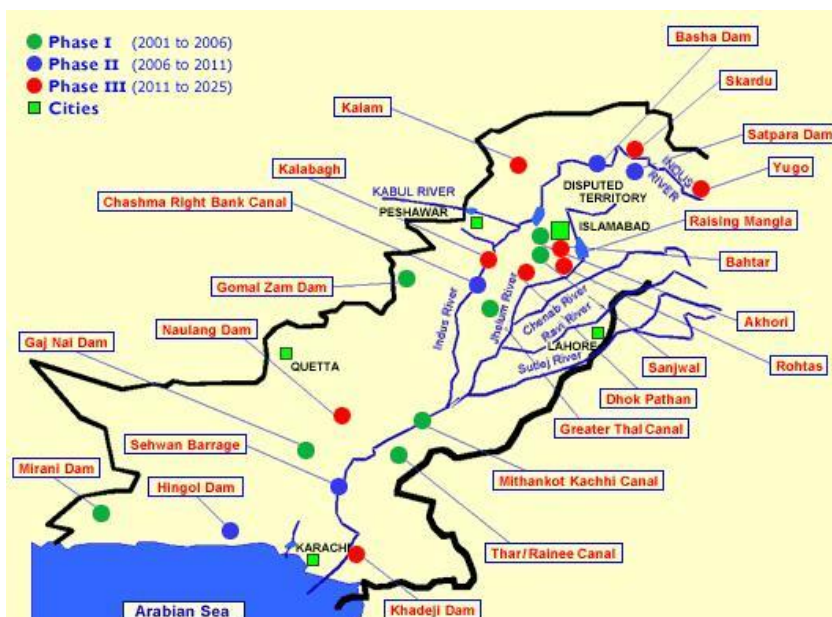 Phase I (2001 to 2006)
Phase II (2006 to 2011)
Phase III (2011 to 2025)
Cities
Basha Dam
Skardu
Kalam
Satpara Dam
Kalabagh
Yugo
INDUS
RIVER
DISPUTED
TERRITORY
KABUL RIVER
Chashma Right Bank Canal
PESHAWAR
ISLAMABAD
Raising Mangla
Bahtar
Gomal Zam Dam
Indus River
Jhelum River
Chenab River
Ravi River
Akhori
Naulang Dam
LAHORE
Gaj Nai Dam
QUETTA
Sutlej River
Sanjwal
Rohtas
Dhok Pathan
Greater Thal Canal
Sehwan Barrage
Mirani Dam
Hingol Dam
Mithankot Kachhi Canal
KARACHI
Thar/Rainee Canal
Arabian Sea
Khadeji Dam